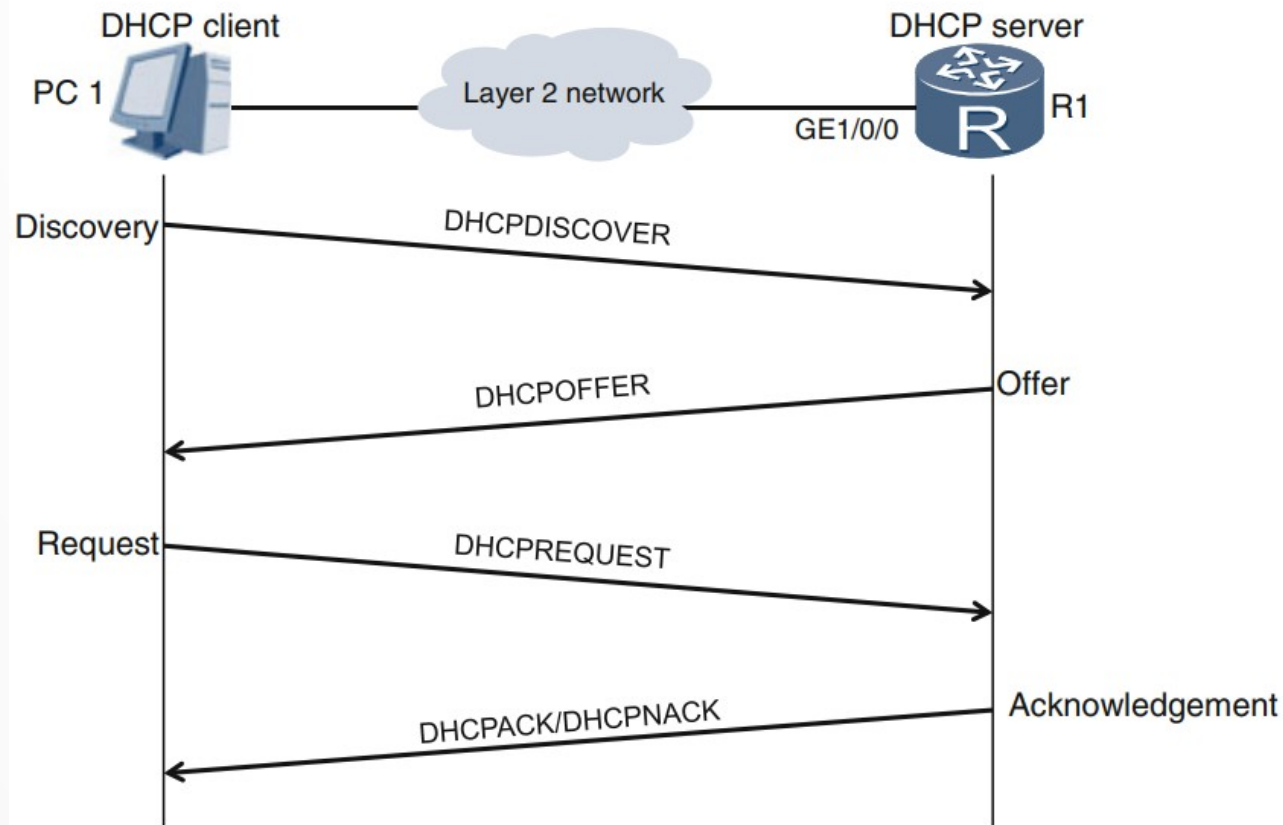 DHCP client
DHCP server
PC 1
Layer 2 network
GE1/0/0
R
R1
Discovery
DHCPDISCOVER
DHCPOFFER
Offer
Request
DHCPREQUEST
DHCPACK/DHCPNACK
Acknowledgement